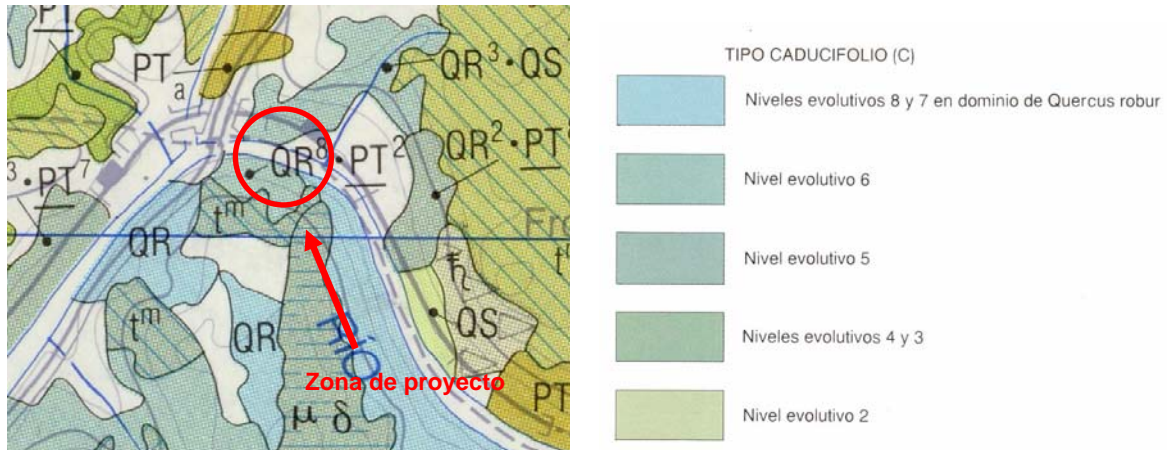 P
PT
a
QR³·QS
QR⁸·PT²
QR²·PT
³·PT⁷
tᵐ
QR
Fr
tᵐ
QR
QS
RÍO
Zona de proyecto
PT
μ δ
TIPO CADUCIFOLIO (C)
Niveles evolutivos 8 y 7 en dominio de Quercus robur
Nivel evolutivo 6
Nivel evolutivo 5
Niveles evolutivos 4 y 3
Nivel evolutivo 2